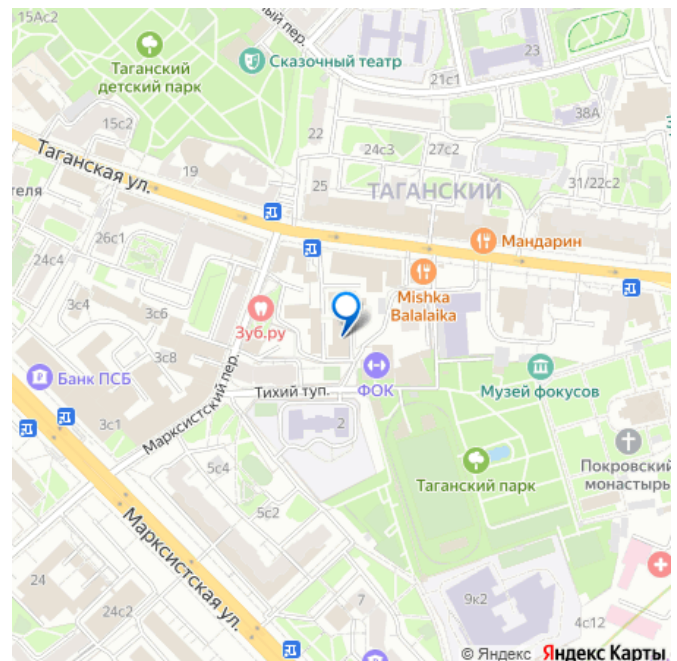 15Ас2
ный пер.
23
Таганский
детский парк
Сказочный театр
21с1
38А
15с2
22
24с3
27с2
Таганская ул.
19
25
ТАГАНСКИЙ
31/22с2
теля
26с1
Мандарин
24с4
Mishka
Balalaika
3с4
3с6
Зуб.ру
3с8
Банк ПСБ
Марксистский пер.
Тихий туп.
ФОК
Музей фокусов
3с1
2
Таганский парк
Покровский
монастырь
5с4
5с2
Марксистская ул.
24
24с2
7
9к2
4с12
© Яндекс Яндекс Карты